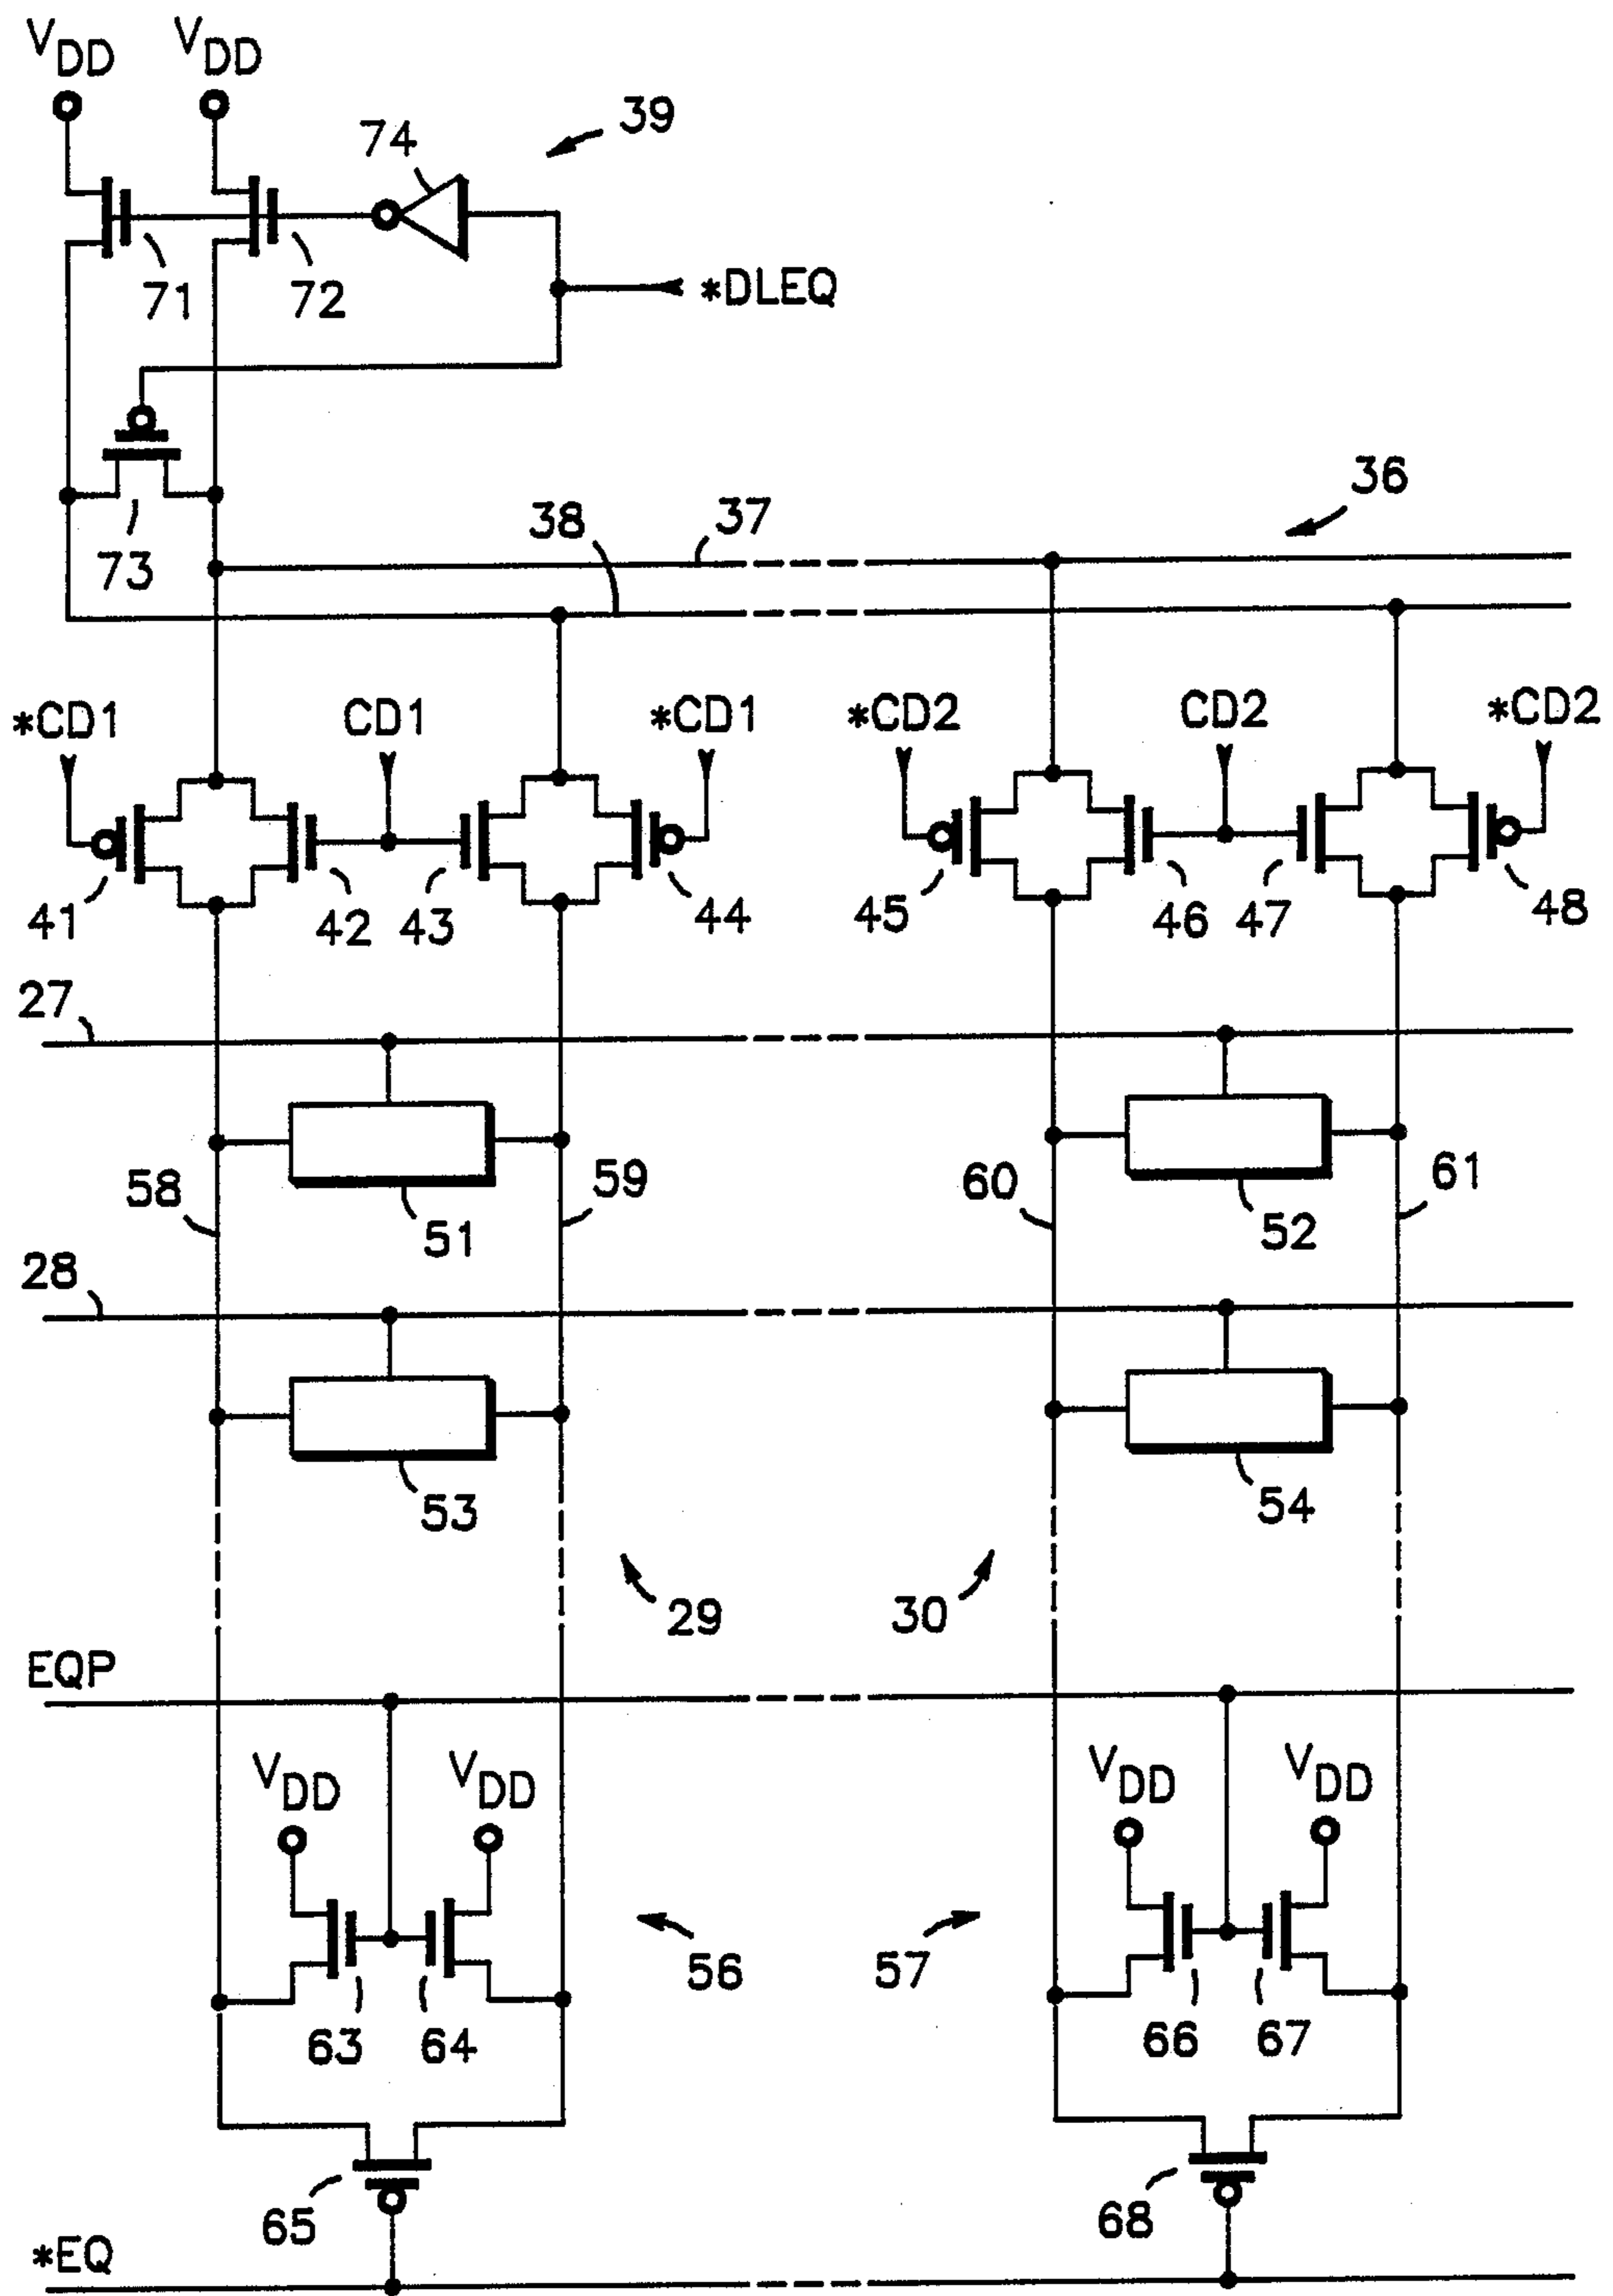 VDD VDD
39
74
71 72 *DLEQ
36
37
38
73
*CD1 CD1 *CD1 *CD2 CD2 *CD2
41 42 43 44 45 46 47 48
27
58 51 59 60 52 61
28
53 54
29 30
EQP
VDD VDD VDD VDD
56 57
63 64 66 67
65 68
*EQ